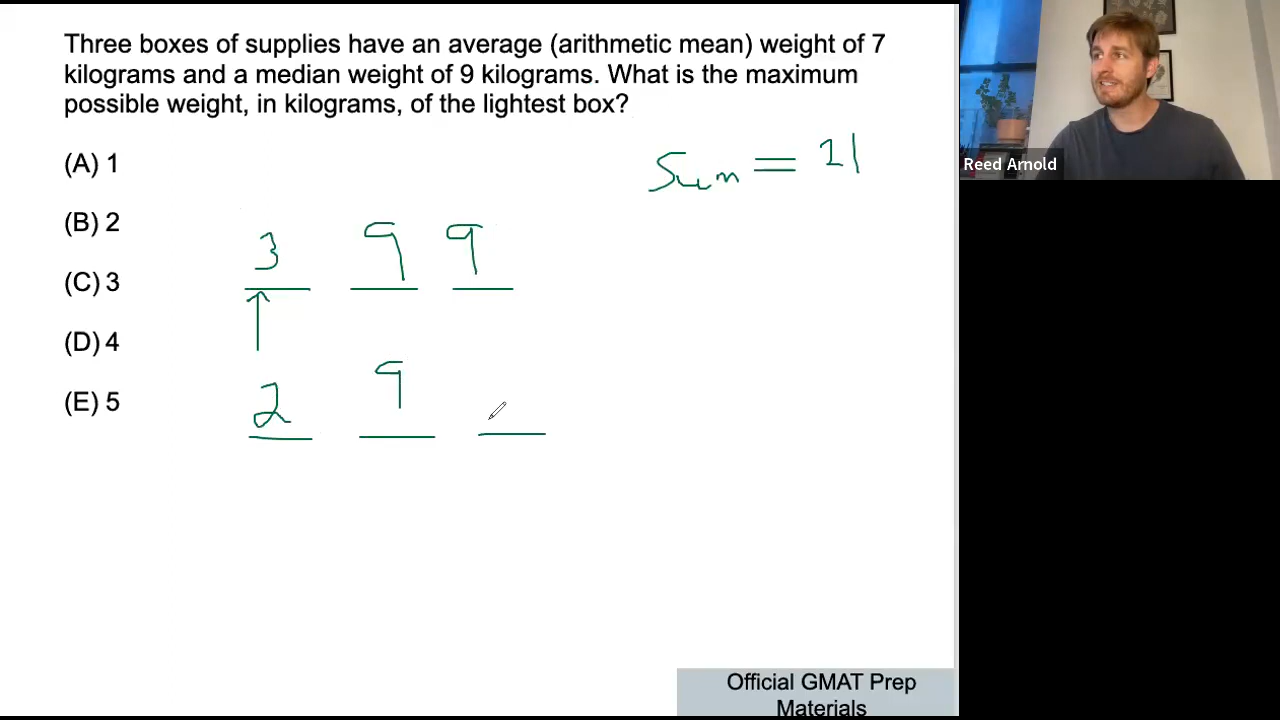 Three boxes of supplies have an average (arithmetic mean) weight of 7
kilograms and a median weight of 9 kilograms. What is the maximum
possible weight, in kilograms, of the lightest box?
Sum = 21
(A) 1
(B) 2
3 9 9
(C) 3
(D) 4
2 9
(E) 5
Reed Arnold
Official GMAT Prep
Materials